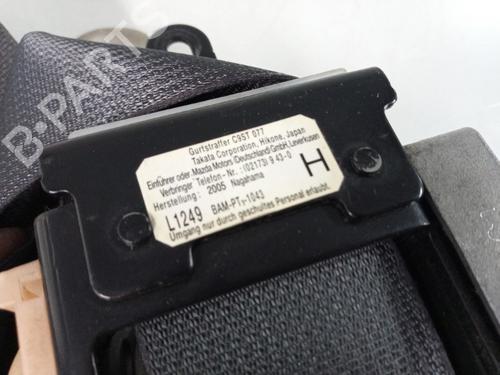 B-PARTS
Gurtstraffer C9ST 077
Takata Corporation, Hikone, Japan
Einführer oder Mazda Motors (Deutschland) GmbH, Leverkusen
Verbringer Telefon-Nr.: (02173) 9 43-0
Herstellung: 2005 Nagahama
H
L1249 BAM-PT1-1043
Umgang nur durch geschultes Personal erlaubt.